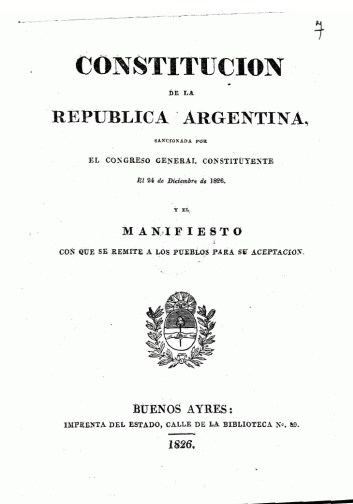 7
CONSTITUCION
DE LA
REPUBLICA ARGENTINA,
SANCIONADA POR
EL CONGRESO GENERAL CONSTITUYENTE
El 24 de Diciembre de 1826.
Y EL
MANIFIESTO
CON QUE SE REMITE A LOS PUEBLOS PARA SU ACEPTACION.
BUENOS AYRES:
IMPRENTA DEL ESTADO, CALLE DE LA BIBLIOTECA No. 89.
1826.